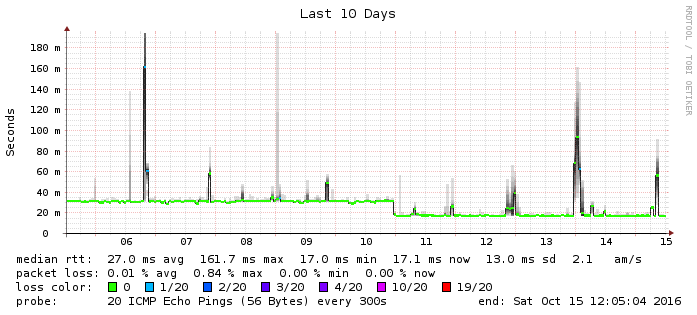 Last 10 Days
RRDTOOL / TOBI OETIKER
Seconds
180 m
160 m
140 m
120 m
100 m
80 m
60 m
40 m
20 m
0
06 07 08 09 10 11 12 13 14 15
median rtt: 27.0 ms avg 161.7 ms max 17.0 ms min 17.1 ms now 13.0 ms sd 2.1 am/s
packet loss: 0.01 % avg 0.84 % max 0.00 % min 0.00 % now
loss color: 0 1/20 2/20 3/20 4/20 10/20 19/20
probe: 20 ICMP Echo Pings (56 Bytes) every 300s end: Sat Oct 15 12:05:04 2016